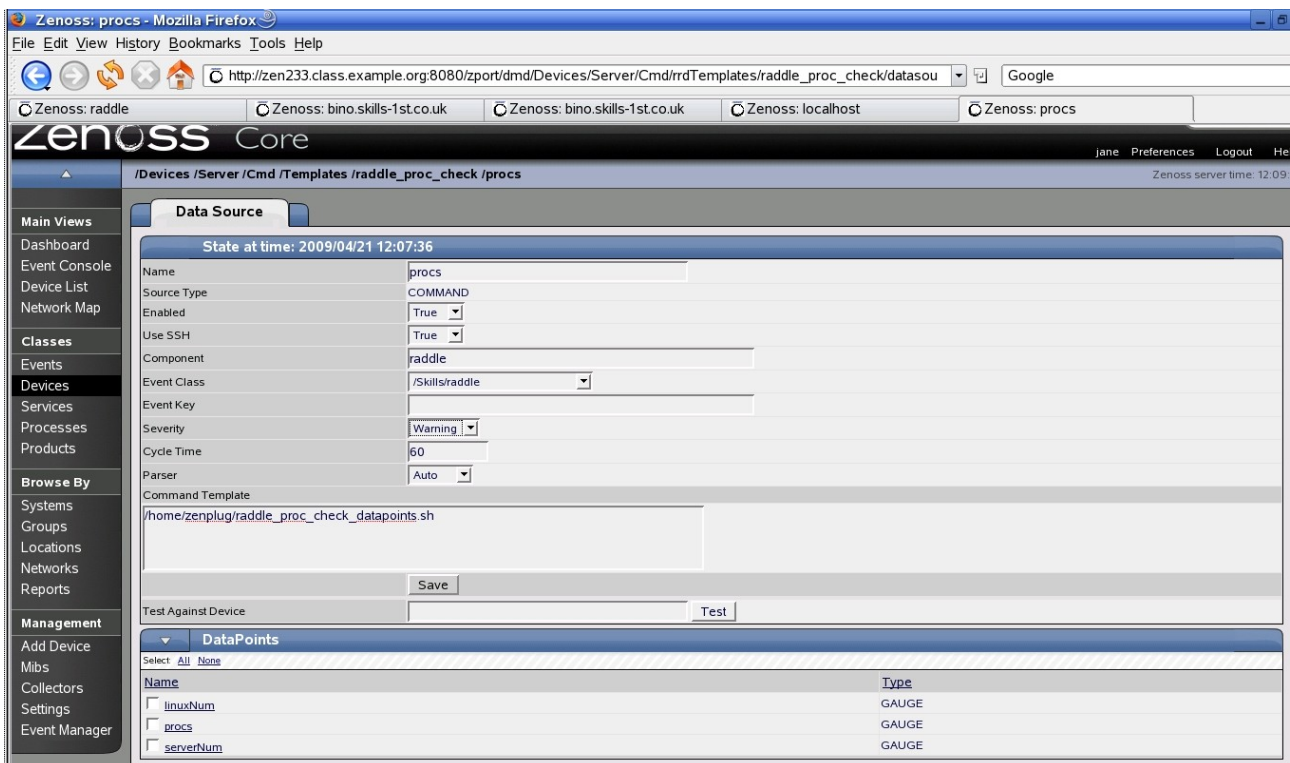 Zenoss: procs - Mozilla Firefox
File Edit View History Bookmarks Tools Help
http://zen233.class.example.org:8080/zport/dmd/Devices/Server/Cmd/rrdTemplates/raddle_proc_check/datasou
Google
Zenoss: raddle Zenoss: bino.skills-1st.co.uk Zenoss: bino.skills-1st.co.uk Zenoss: localhost Zenoss: procs
zenoss Core
jane Preferences Logout He
/Devices /Server /Cmd /Templates /raddle_proc_check /procs
Zenoss server time: 12:09:
Main Views
Dashboard
Event Console
Device List
Network Map
Classes
Events
Devices
Services
Processes
Products
Browse By
Systems
Groups
Locations
Networks
Reports
Management
Add Device
Mibs
Collectors
Settings
Event Manager
Data Source
State at time: 2009/04/21 12:07:36
Name procs
Source Type COMMAND
Enabled True
Use SSH True
Component raddle
Event Class /Skills/raddle
Event Key
Severity Warning
Cycle Time 60
Parser Auto
Command Template
/home/zenplug/raddle_proc_check_datapoints.sh
Save
Test Against Device Test
DataPoints
Select: All None
Name Type
linuxNum GAUGE
procs GAUGE
serverNum GAUGE